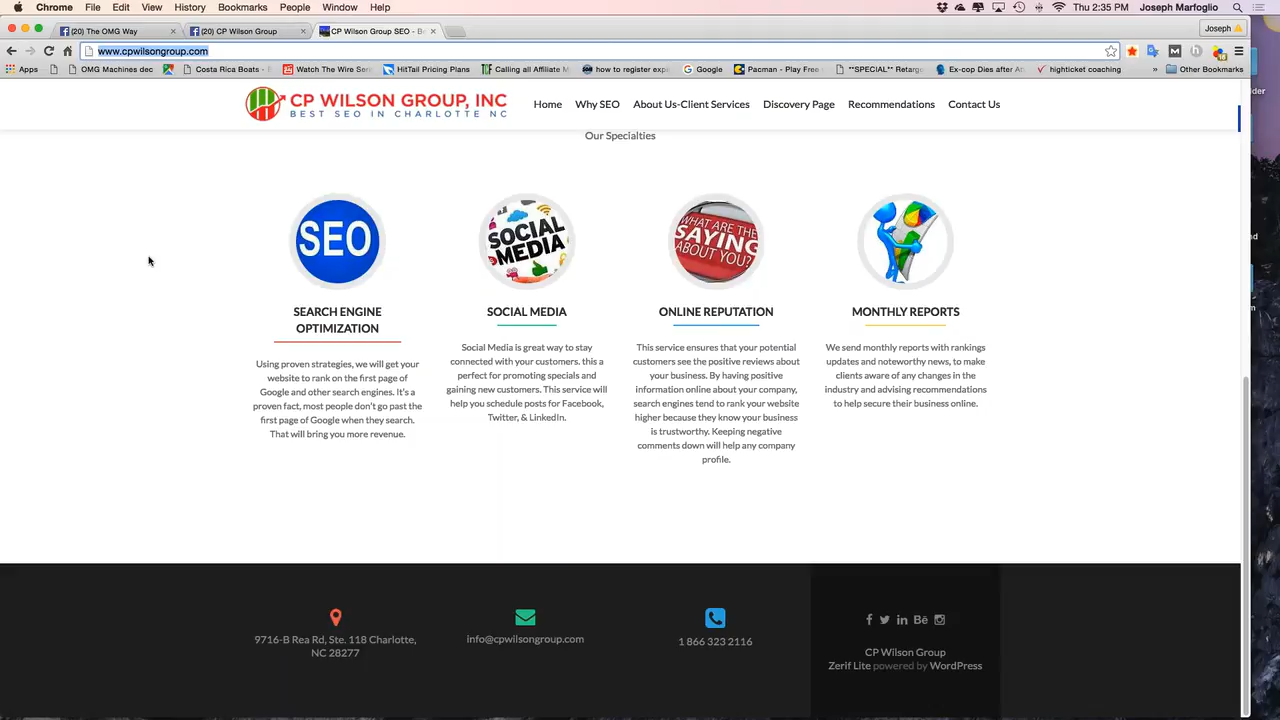 Chrome File Edit View History Bookmarks People Window Help Thu 2:35 PM Joseph Marfoglio
(20) The OMG Way (20) CP Wilson Group CP Wilson Group SEO - Be Joseph
www.cpwilsongroup.com
Apps OMG Machines dec Costa Rica Boats - Watch The Wire Ser HitTail Pricing Plans Calling all Affiliate M how to register exp Google Pacman - Play Free **SPECIAL** Retarg Ex-cop Dies after highticket coaching » Other Bookmarks
CP WILSON GROUP, INC
BEST SEO IN CHARLOTTE NC
Home Why SEO About Us-Client Services Discovery Page Recommendations Contact Us
Our Specialties
SEO
SOCIAL MEDIA
WHAT ARE THE SAYING ABOUT YOU?
SEARCH ENGINE
OPTIMIZATION
Using proven strategies, we will get your
website to rank on the first page of
Google and other search engines. It's a
proven fact, most people don't go past the
first page of Google when they search.
That will bring you more revenue.
SOCIAL MEDIA
Social Media is great way to stay
connected with your customers. this a
perfect for promoting specials and
gaining new customers. This service will
help you schedule posts for Facebook,
Twitter, & LinkedIn.
ONLINE REPUTATION
This service ensures that your potential
customers see the positive reviews about
your business. By having positive
information online about your company,
search engines tend to rank your website
higher because they know your business
is trustworthy. Keeping negative
comments down will help any company
profile.
MONTHLY REPORTS
We send monthly reports with rankings
updates and noteworthy news, to make
clients aware of any changes in the
industry and advising recommendations
to help secure their business online.
9716-B Rea Rd, Ste. 118 Charlotte,
NC 28277
info@cpwilsongroup.com
1 866 323 2116
CP Wilson Group
Zerif Lite powered by WordPress